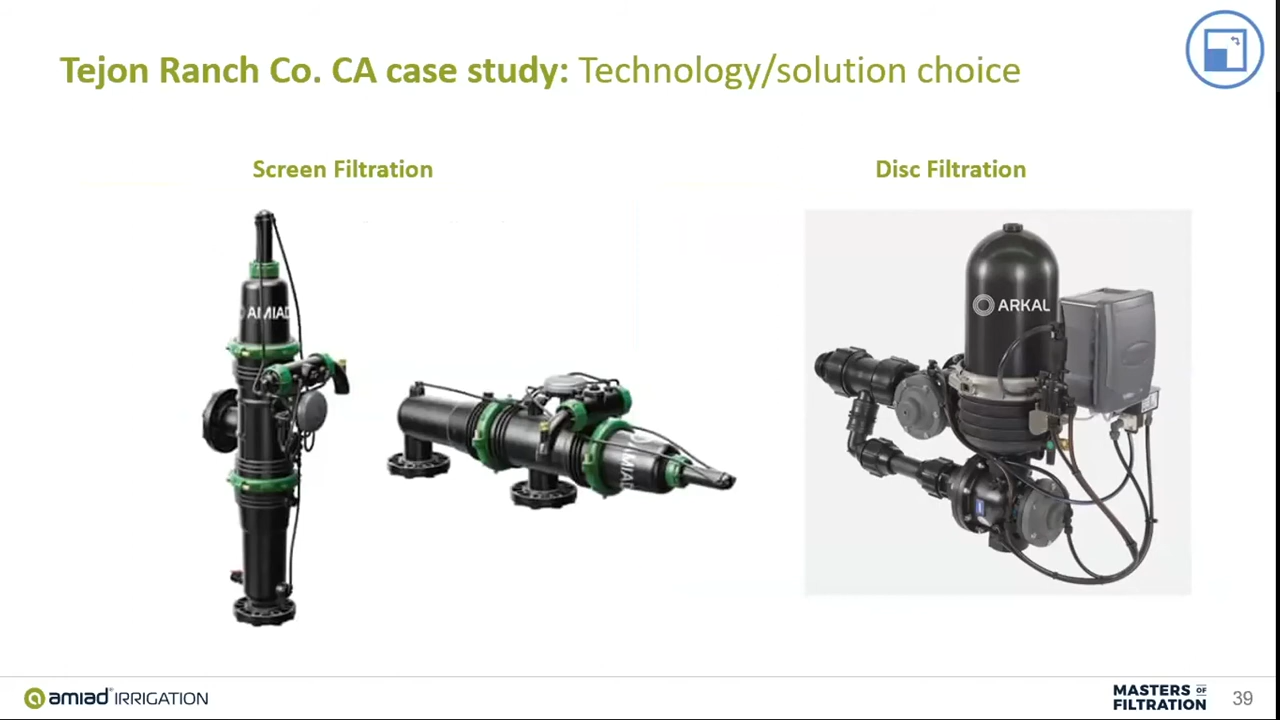 Tejon Ranch Co. CA case study: Technology/solution choice
Screen Filtration
Disc Filtration
AMIAD
AMIAD
ARKAL
amiad IRRIGATION
MASTERS OF
FILTRATION
39